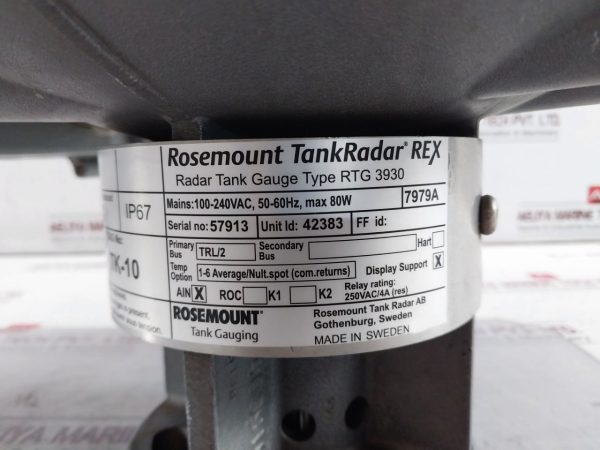 Rosemount TankRadar® REX
Radar Tank Gauge Type RTG 3930
Mains:100-240VAC, 50-60Hz, max 80W
7979A
IP67
Serial no: 57913
Unit Id: 42383
FF id:
TK-10
Primary Bus
TRL/2
Secondary Bus
Hart
Temp Option
1-6 Average/Nult.spot (com.returns)
Display Support X
AIN X ROC K1 K2
Relay rating: 250VAC/4A (res)
ROSEMOUNT®
Tank Gauging
Rosemount Tank Radar AB
Gothenburg, Sweden
MADE IN SWEDEN